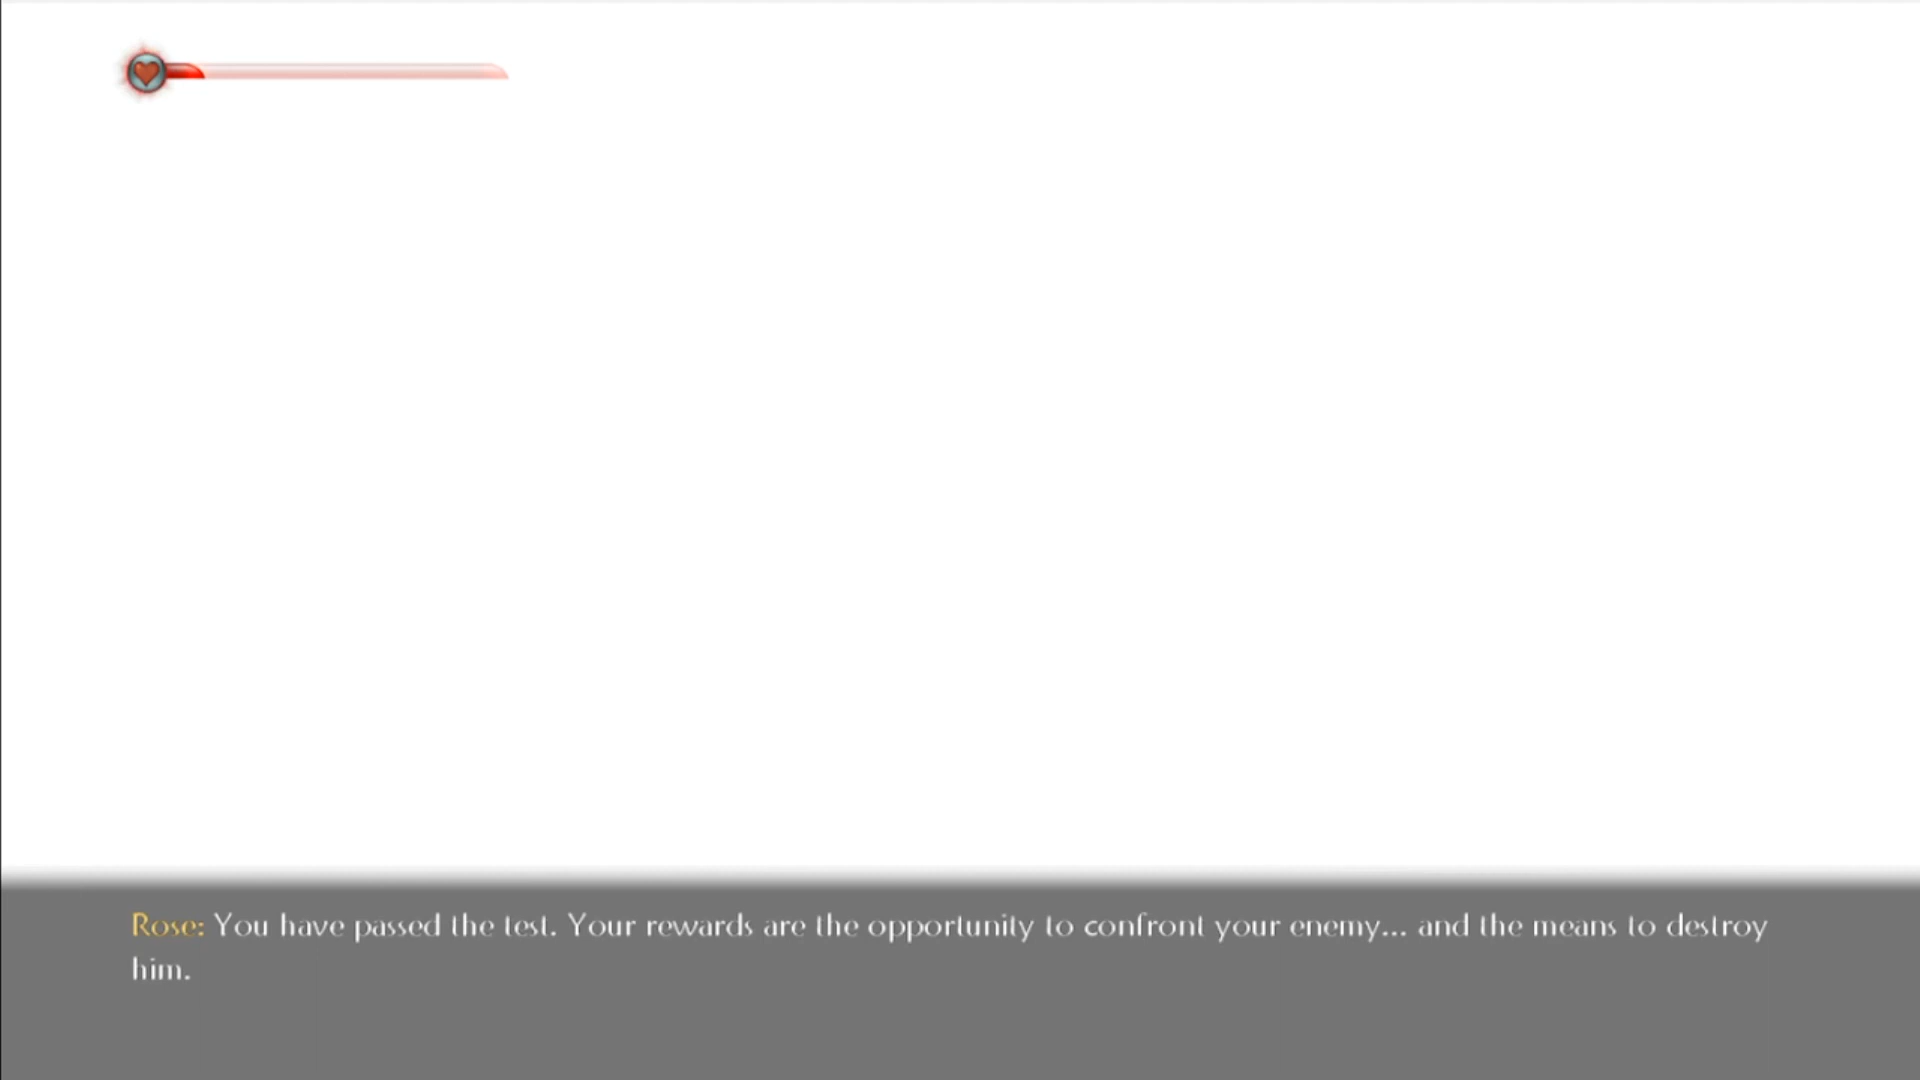 Rose: You have passed the test. Your rewards are the opportunity to confront your enemy... and the means to destroy
him.